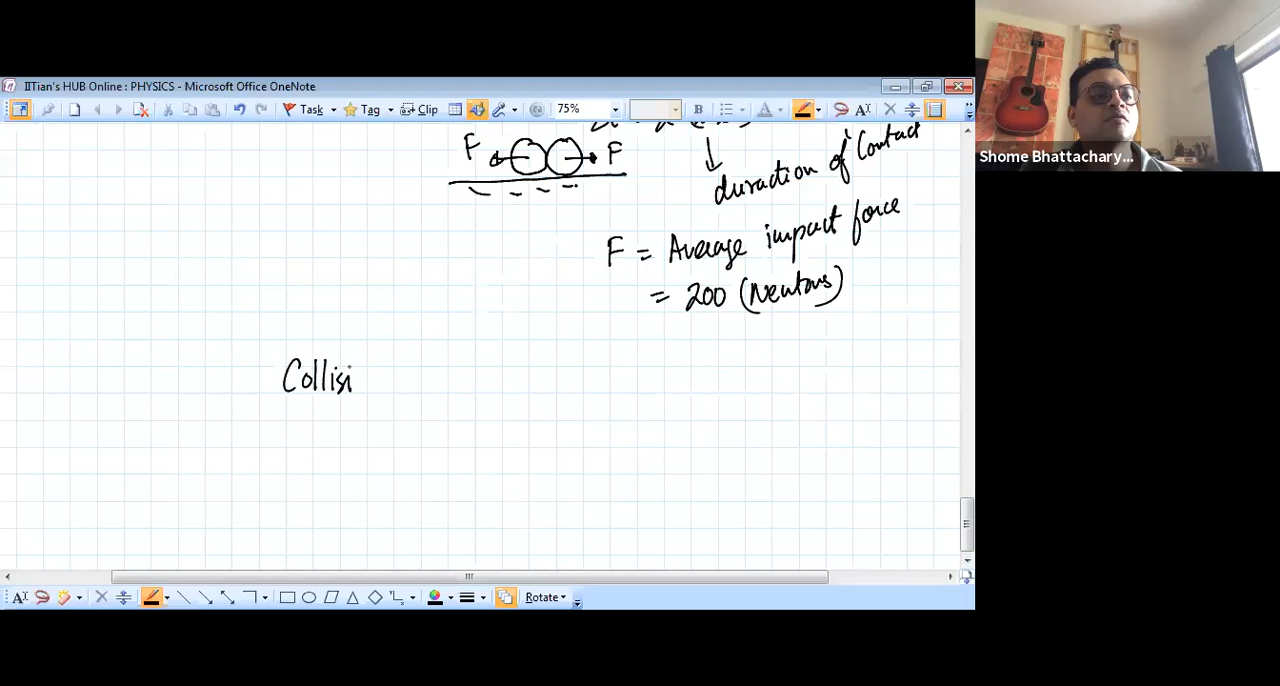 IITian's HUB Online : PHYSICS - Microsoft Office OneNote
Task Tag Clip 75% B A
F F
duraction of Contact
F = Average impact force
= 200 (Newtons)
Collisi
Rotate
Shome Bhattachary...